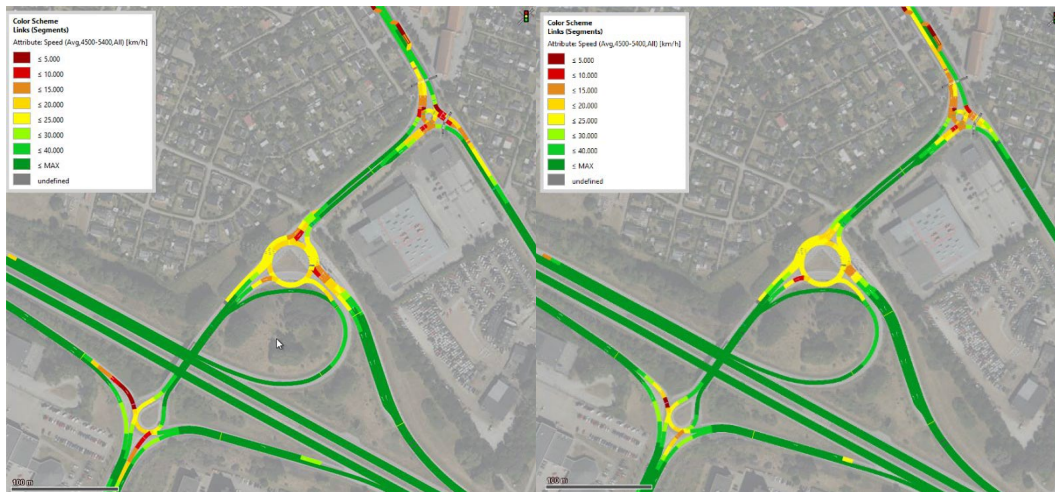 Color Scheme
Links (Segments)
Attribute: Speed (Avg,4500-5400,All) [km/h]
≤ 5.000
≤ 10.000
≤ 15.000
≤ 20.000
≤ 25.000
≤ 30.000
≤ 40.000
≤ MAX
undefined
100 m
Color Scheme
Links (Segments)
Attribute: Speed (Avg,4500-5400,All) [km/h]
≤ 5.000
≤ 10.000
≤ 15.000
≤ 20.000
≤ 25.000
≤ 30.000
≤ 40.000
≤ MAX
undefined
100 m